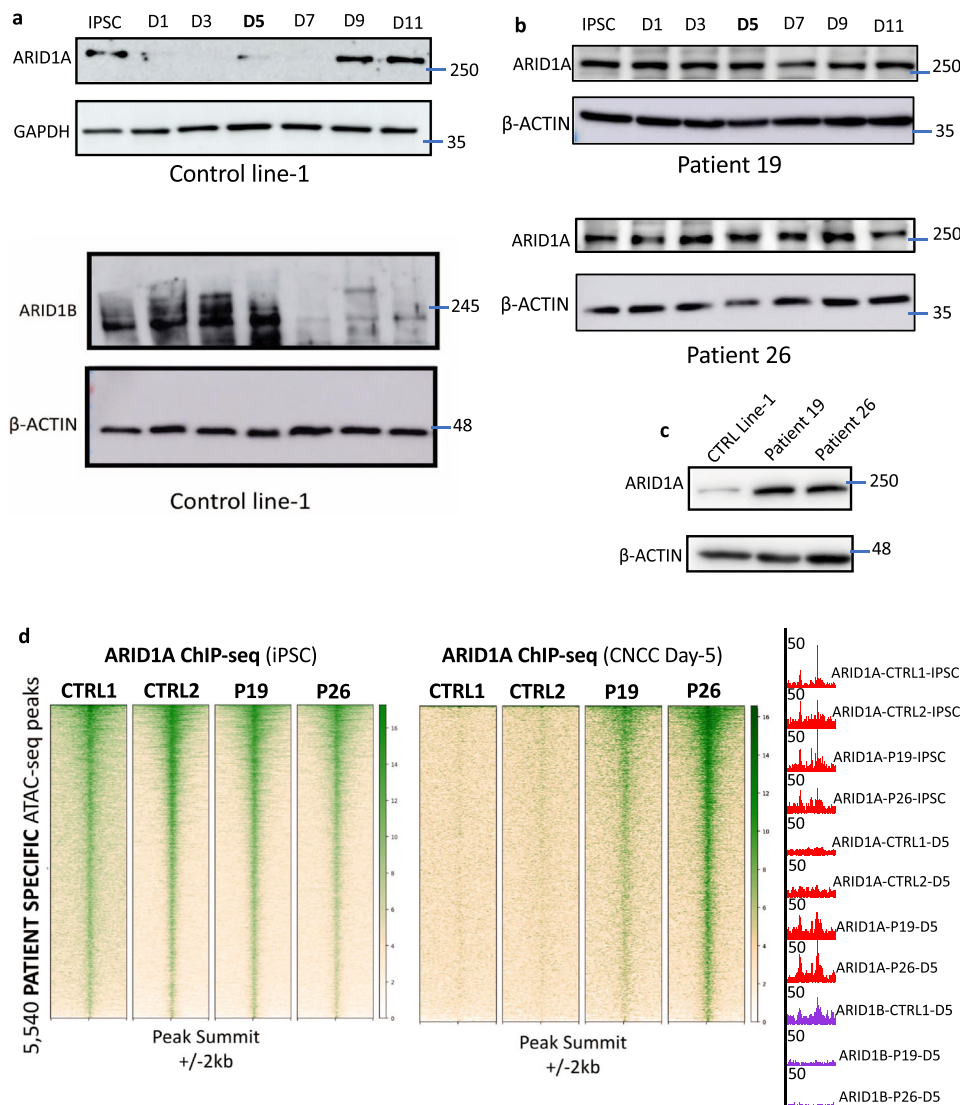 a
IPSC D1 D3 D5 D7 D9 D11
ARID1A
250
GAPDH
35
Control line-1
ARID1B
245
β-ACTIN
48
Control line-1
b
IPSC D1 D3 D5 D7 D9 D11
ARID1A
250
β-ACTIN
35
Patient 19
ARID1A
250
β-ACTIN
35
Patient 26
c
CTRL Line-1 Patient 19 Patient 26
ARID1A
250
β-ACTIN
48
d
5,540 PATIENT SPECIFIC ATAC-seq peaks
ARID1A ChIP-seq (iPSC)
CTRL1 CTRL2 P19 P26
16
14
12
10
8
6
4
2
0
Peak Summit
+/-2kb
ARID1A ChIP-seq (CNCC Day-5)
CTRL1 CTRL2 P19 P26
16
14
12
10
8
6
4
2
0
Peak Summit
+/-2kb
50
ARID1A-CTRL1-IPSC
50
ARID1A-CTRL2-IPSC
50
ARID1A-P19-IPSC
50
ARID1A-P26-IPSC
50
ARID1A-CTRL1-D5
50
ARID1A-CTRL2-D5
50
ARID1A-P19-D5
50
ARID1A-P26-D5
50
ARID1B-CTRL1-D5
50
ARID1B-P19-D5
50
ARID1B-P26-D5